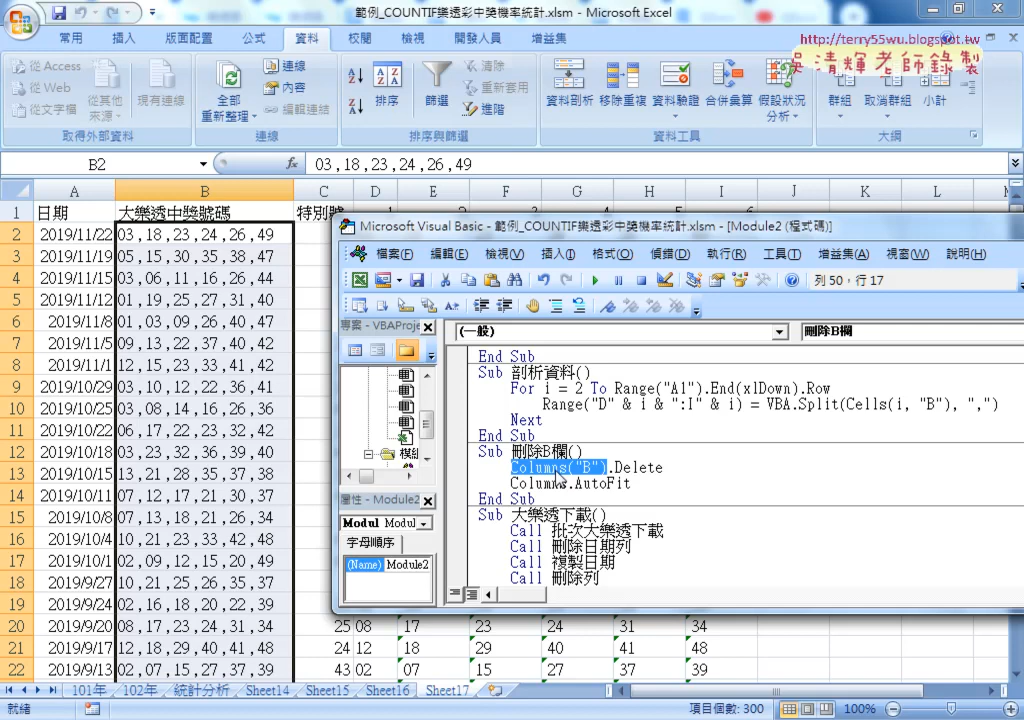 範例_COUNTIF樂透彩中獎機率統計.xlsm - Microsoft Excel
常用 插入 版面配置 公式 資料 校閱 檢視 開發人員 增益集
http://terry55wu.blogspot.tw
吳清輝老師錄製
從 Access
從 Web
從文字檔
從其他來源
現有連線
取得外部資料
全部重新整理
連線
內容
編輯連結
連線
排序
篩選
清除
重新套用
進階
排序與篩選
資料剖析 移除重複 資料驗證 合併彙算 假設狀況分析
資料工具
群組 取消群組 小計
大綱
B2 fx 03,18,23,24,26,49
A B C D E F G H I J K L
1 日期 大樂透中獎號碼 特別號
2 2019/11/22 03,18,23,24,26,49
3 2019/11/19 05,15,30,35,38,47
4 2019/11/15 03,06,11,16,26,44
5 2019/11/12 01,19,25,27,31,40
6 2019/11/8 01,03,09,26,40,47
7 2019/11/5 09,13,22,37,40,42
8 2019/11/1 12,15,23,33,41,42
9 2019/10/29 03,10,12,22,36,41
10 2019/10/25 03,08,14,16,26,36
11 2019/10/22 06,17,22,23,32,42
12 2019/10/18 03,23,32,36,39,40
13 2019/10/15 13,21,28,35,37,38
14 2019/10/11 07,12,17,21,30,37
15 2019/10/8 07,13,18,21,26,34
16 2019/10/4 10,21,23,33,42,48
17 2019/10/1 02,09,12,15,20,49
18 2019/9/27 10,21,25,26,35,37
19 2019/9/24 02,16,18,20,22,39
20 2019/9/20 08,17,23,24,31,34 25 08 17 23 24 31 34
21 2019/9/17 12,18,29,40,41,48 24 12 18 29 40 41 48
22 2019/9/13 02,07,15,27,37,39 43 02 07 15 27 37 39
101年 102年 統計分析 Sheet14 Sheet15 Sheet16 Sheet17
就緒 項目個數: 300 100%
Microsoft Visual Basic - 範例_COUNTIF樂透彩中獎機率統計.xlsm - [Module2 (程式碼)]
檔案(F) 編輯(E) 檢視(V) 插入(I) 格式(O) 偵錯(D) 執行(R) 工具(T) 增益集(A) 視窗(W) 說明(H)
列 50，行 17
專案 - VBAProje
模組
屬性 - Module2
Modul Modul
字母順序
(Name) Module2
(一般) 刪除B欄
End Sub
Sub 剖析資料()
For i = 2 To Range("A1").End(xlDown).Row
Range("D" & i & ":I" & i) = VBA.Split(Cells(i, "B"), ",")
Next
End Sub
Sub 刪除B欄()
Columns("B").Delete
Columns.AutoFit
End Sub
Sub 大樂透下載()
Call 批次大樂透下載
Call 刪除日期列
Call 複製日期
Call 刪除列